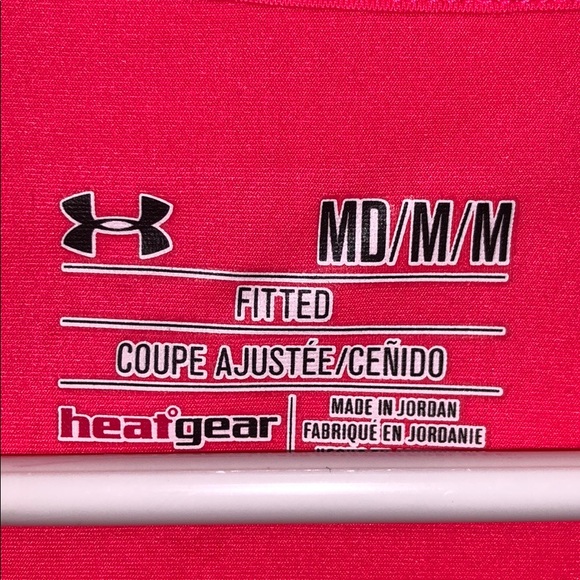 MD/M/M
FITTED
COUPE AJUSTÉE/CEÑIDO
heatgear
MADE IN JORDAN
FABRIQUÉ EN JORDANIE